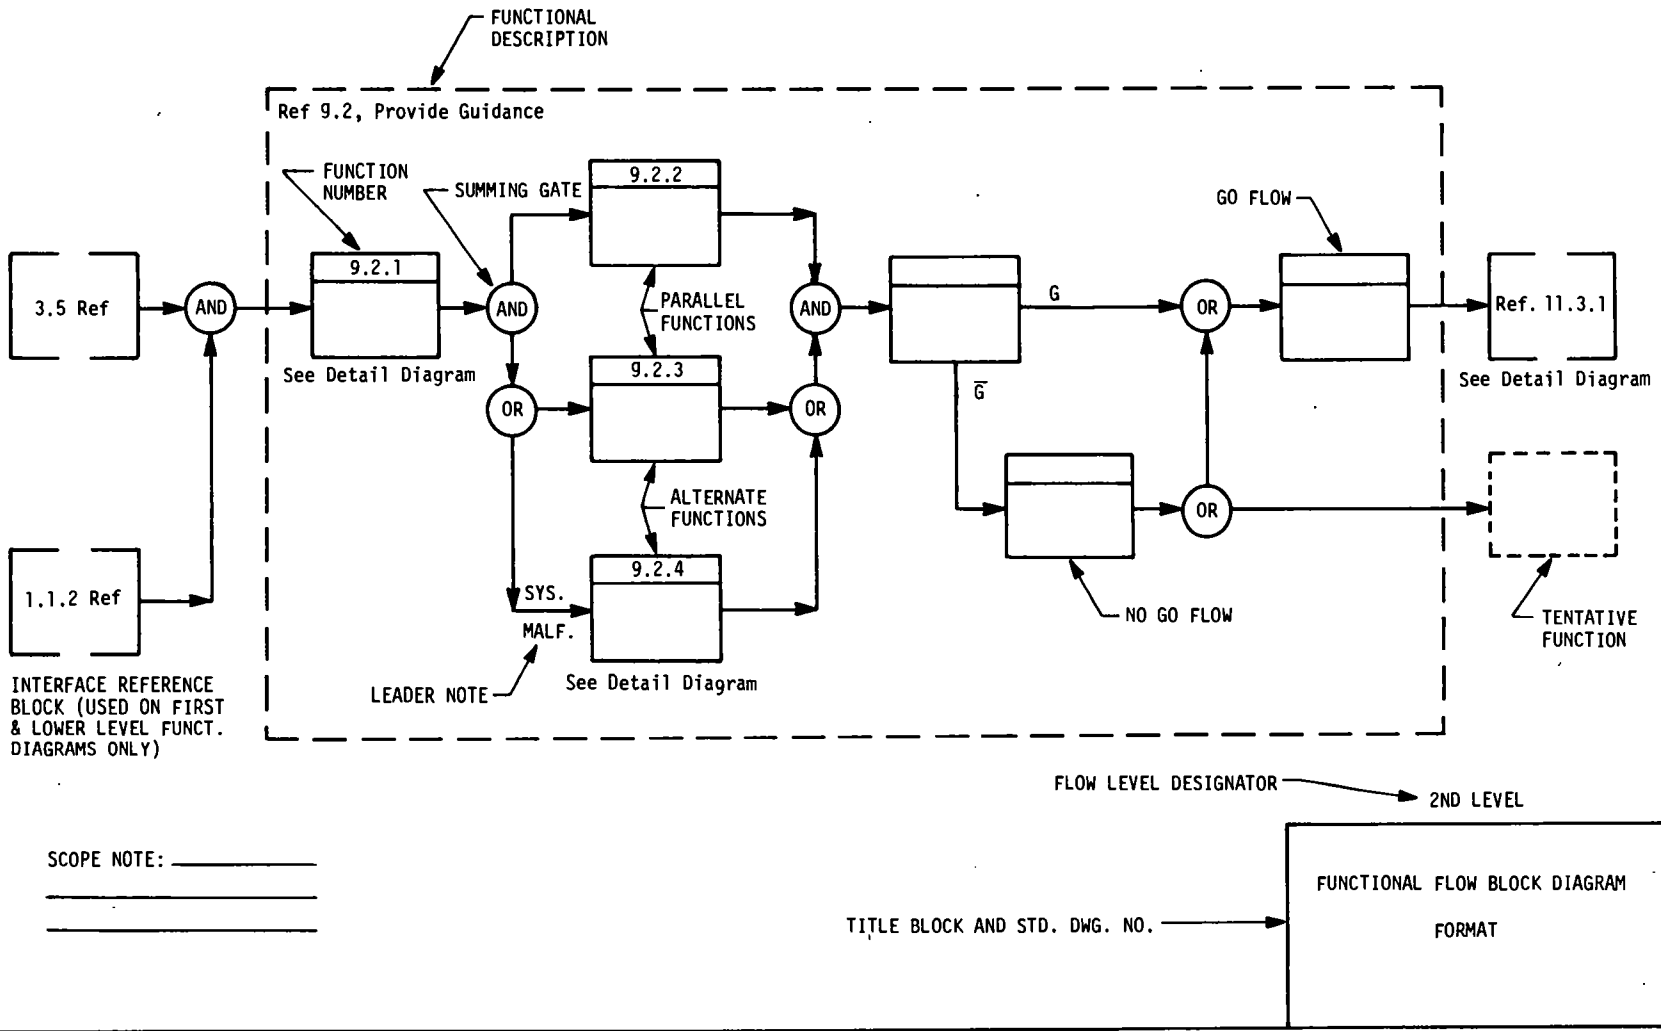 FUNCTIONAL
DESCRIPTION
Ref 9.2, Provide Guidance
FUNCTION
NUMBER
SUMMING GATE
9.2.2
GO FLOW
3.5 Ref
AND
9.2.1
AND
PARALLEL
FUNCTIONS
AND
G
OR
Ref. 11.3.1
See Detail Diagram
OR
9.2.3
OR
G̅
See Detail Diagram
1.1.2 Ref
ALTERNATE
FUNCTIONS
OR
SYS.
MALF.
9.2.4
NO GO FLOW
TENTATIVE
FUNCTION
LEADER NOTE
See Detail Diagram
INTERFACE REFERENCE
BLOCK (USED ON FIRST
& LOWER LEVEL FUNCT.
DIAGRAMS ONLY)
FLOW LEVEL DESIGNATOR
2ND LEVEL
SCOPE NOTE:
TITLE BLOCK AND STD. DWG. NO.
FUNCTIONAL FLOW BLOCK DIAGRAM
FORMAT